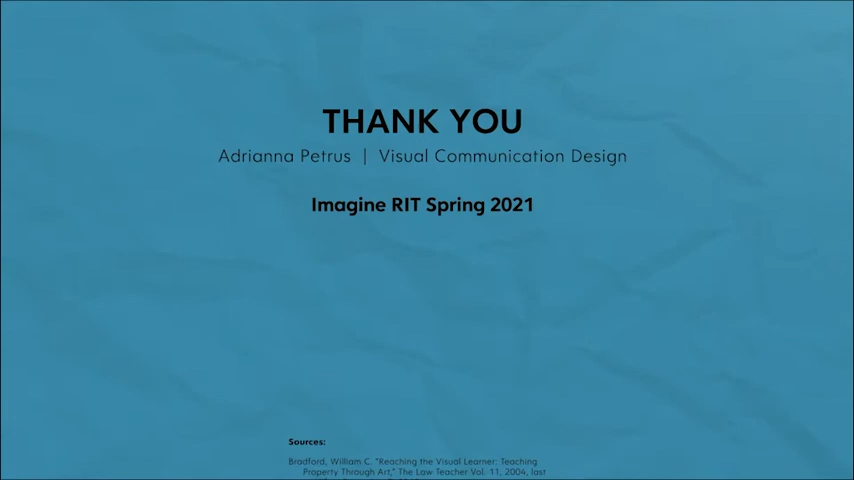 THANK YOU
Adrianna Petrus | Visual Communication Design
Imagine RIT Spring 2021
Sources:
Bradford, William C. "Reaching the Visual Learner: Teaching
Property Through Art," The Law Teacher Vol. 11, 2004, last